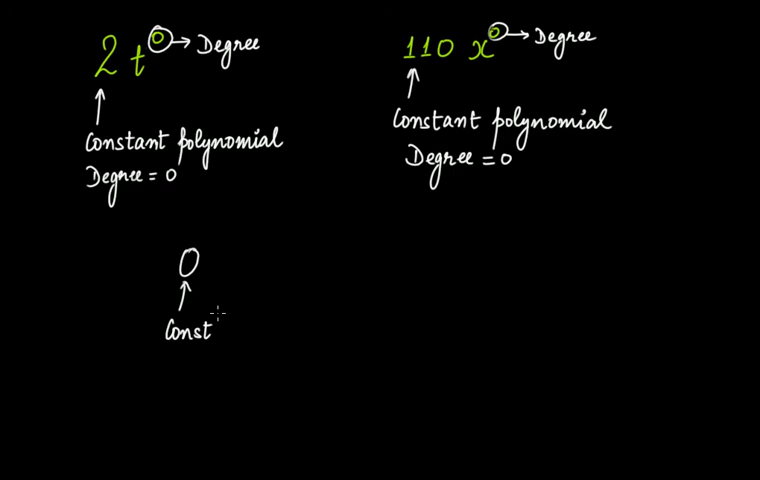 2 t⁰ → Degree
Constant polynomial
Degree = 0
110 x⁰ → Degree
Constant polynomial
Degree = 0
0
Const